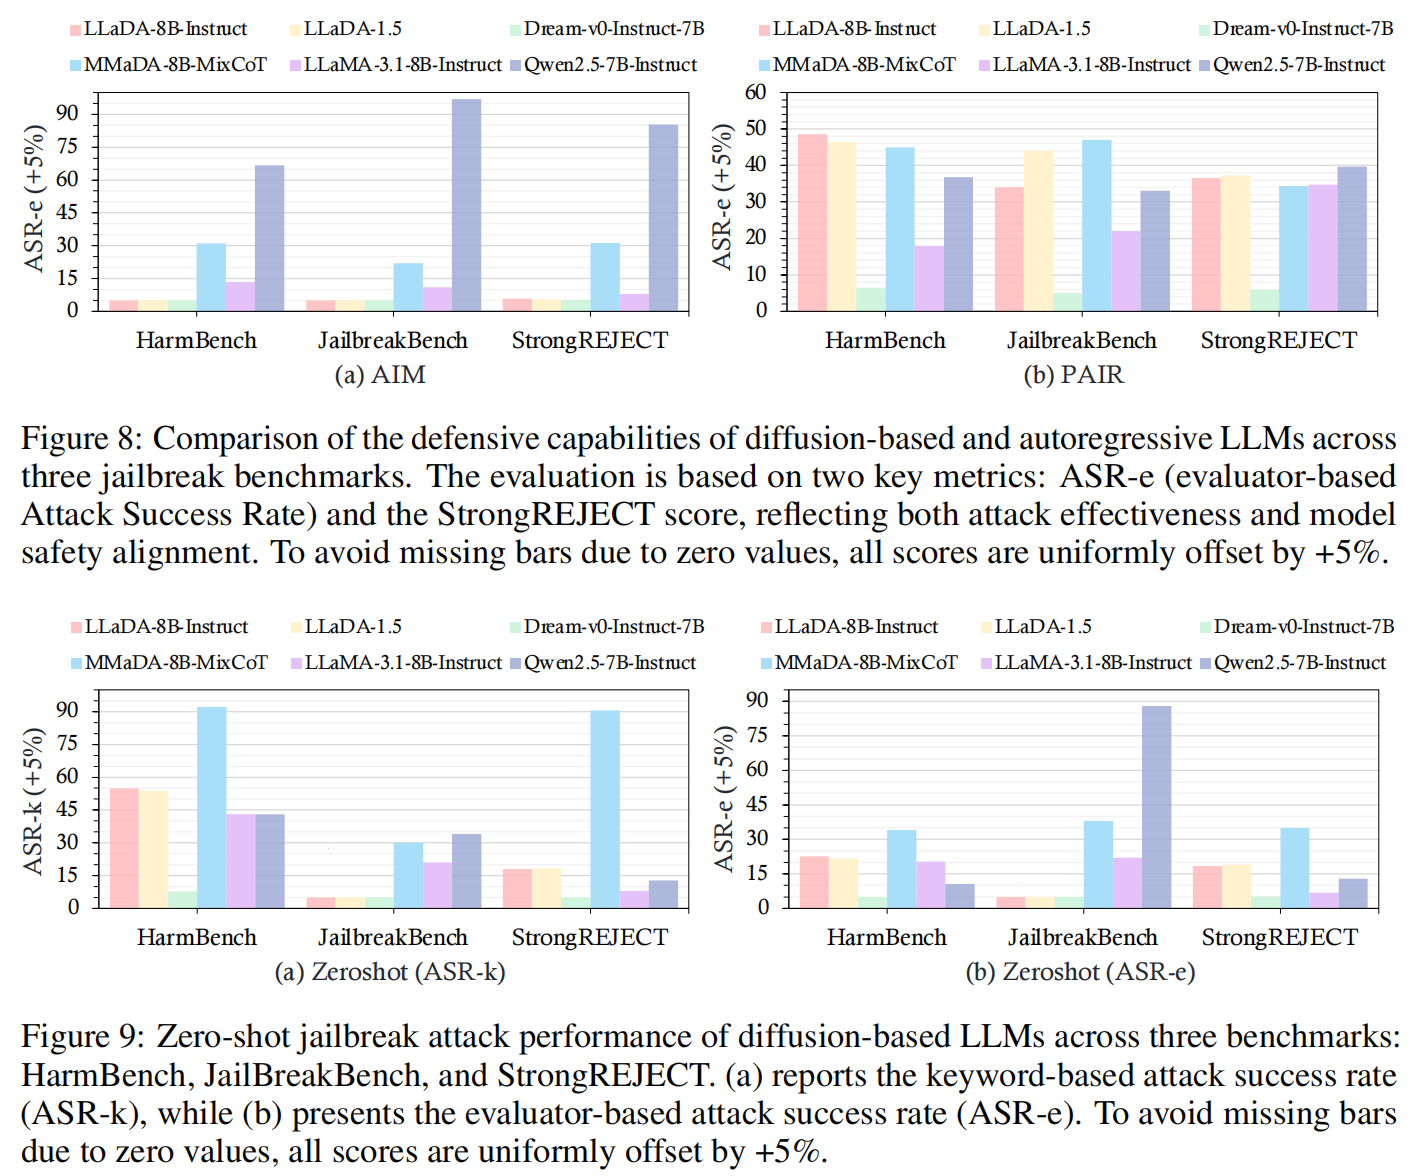 LLaDA-8B-Instruct LLaDA-1.5 Dream-v0-Instruct-7B
MMaDA-8B-MixCoT LLaMA-3.1-8B-Instruct Qwen2.5-7B-Instruct
ASR-e (+5%)
90
75
60
45
30
15
0
HarmBench JailbreakBench StrongREJECT
(a) AIM
LLaDA-8B-Instruct LLaDA-1.5 Dream-v0-Instruct-7B
MMaDA-8B-MixCoT LLaMA-3.1-8B-Instruct Qwen2.5-7B-Instruct
ASR-e (+5%)
60
50
40
30
20
10
0
HarmBench JailbreakBench StrongREJECT
(b) PAIR
Figure 8: Comparison of the defensive capabilities of diffusion-based and autoregressive LLMs across
three jailbreak benchmarks. The evaluation is based on two key metrics: ASR-e (evaluator-based
Attack Success Rate) and the StrongREJECT score, reflecting both attack effectiveness and model
safety alignment. To avoid missing bars due to zero values, all scores are uniformly offset by +5%.
LLaDA-8B-Instruct LLaDA-1.5 Dream-v0-Instruct-7B
MMaDA-8B-MixCoT LLaMA-3.1-8B-Instruct Qwen2.5-7B-Instruct
ASR-k (+5%)
90
75
60
45
30
15
0
HarmBench JailbreakBench StrongREJECT
(a) Zeroshot (ASR-k)
LLaDA-8B-Instruct LLaDA-1.5 Dream-v0-Instruct-7B
MMaDA-8B-MixCoT LLaMA-3.1-8B-Instruct Qwen2.5-7B-Instruct
ASR-e (+5%)
90
75
60
45
30
15
0
HarmBench JailbreakBench StrongREJECT
(b) Zeroshot (ASR-e)
Figure 9: Zero-shot jailbreak attack performance of diffusion-based LLMs across three benchmarks:
HarmBench, JailBreakBench, and StrongREJECT. (a) reports the keyword-based attack success rate
(ASR-k), while (b) presents the evaluator-based attack success rate (ASR-e). To avoid missing bars
due to zero values, all scores are uniformly offset by +5%.